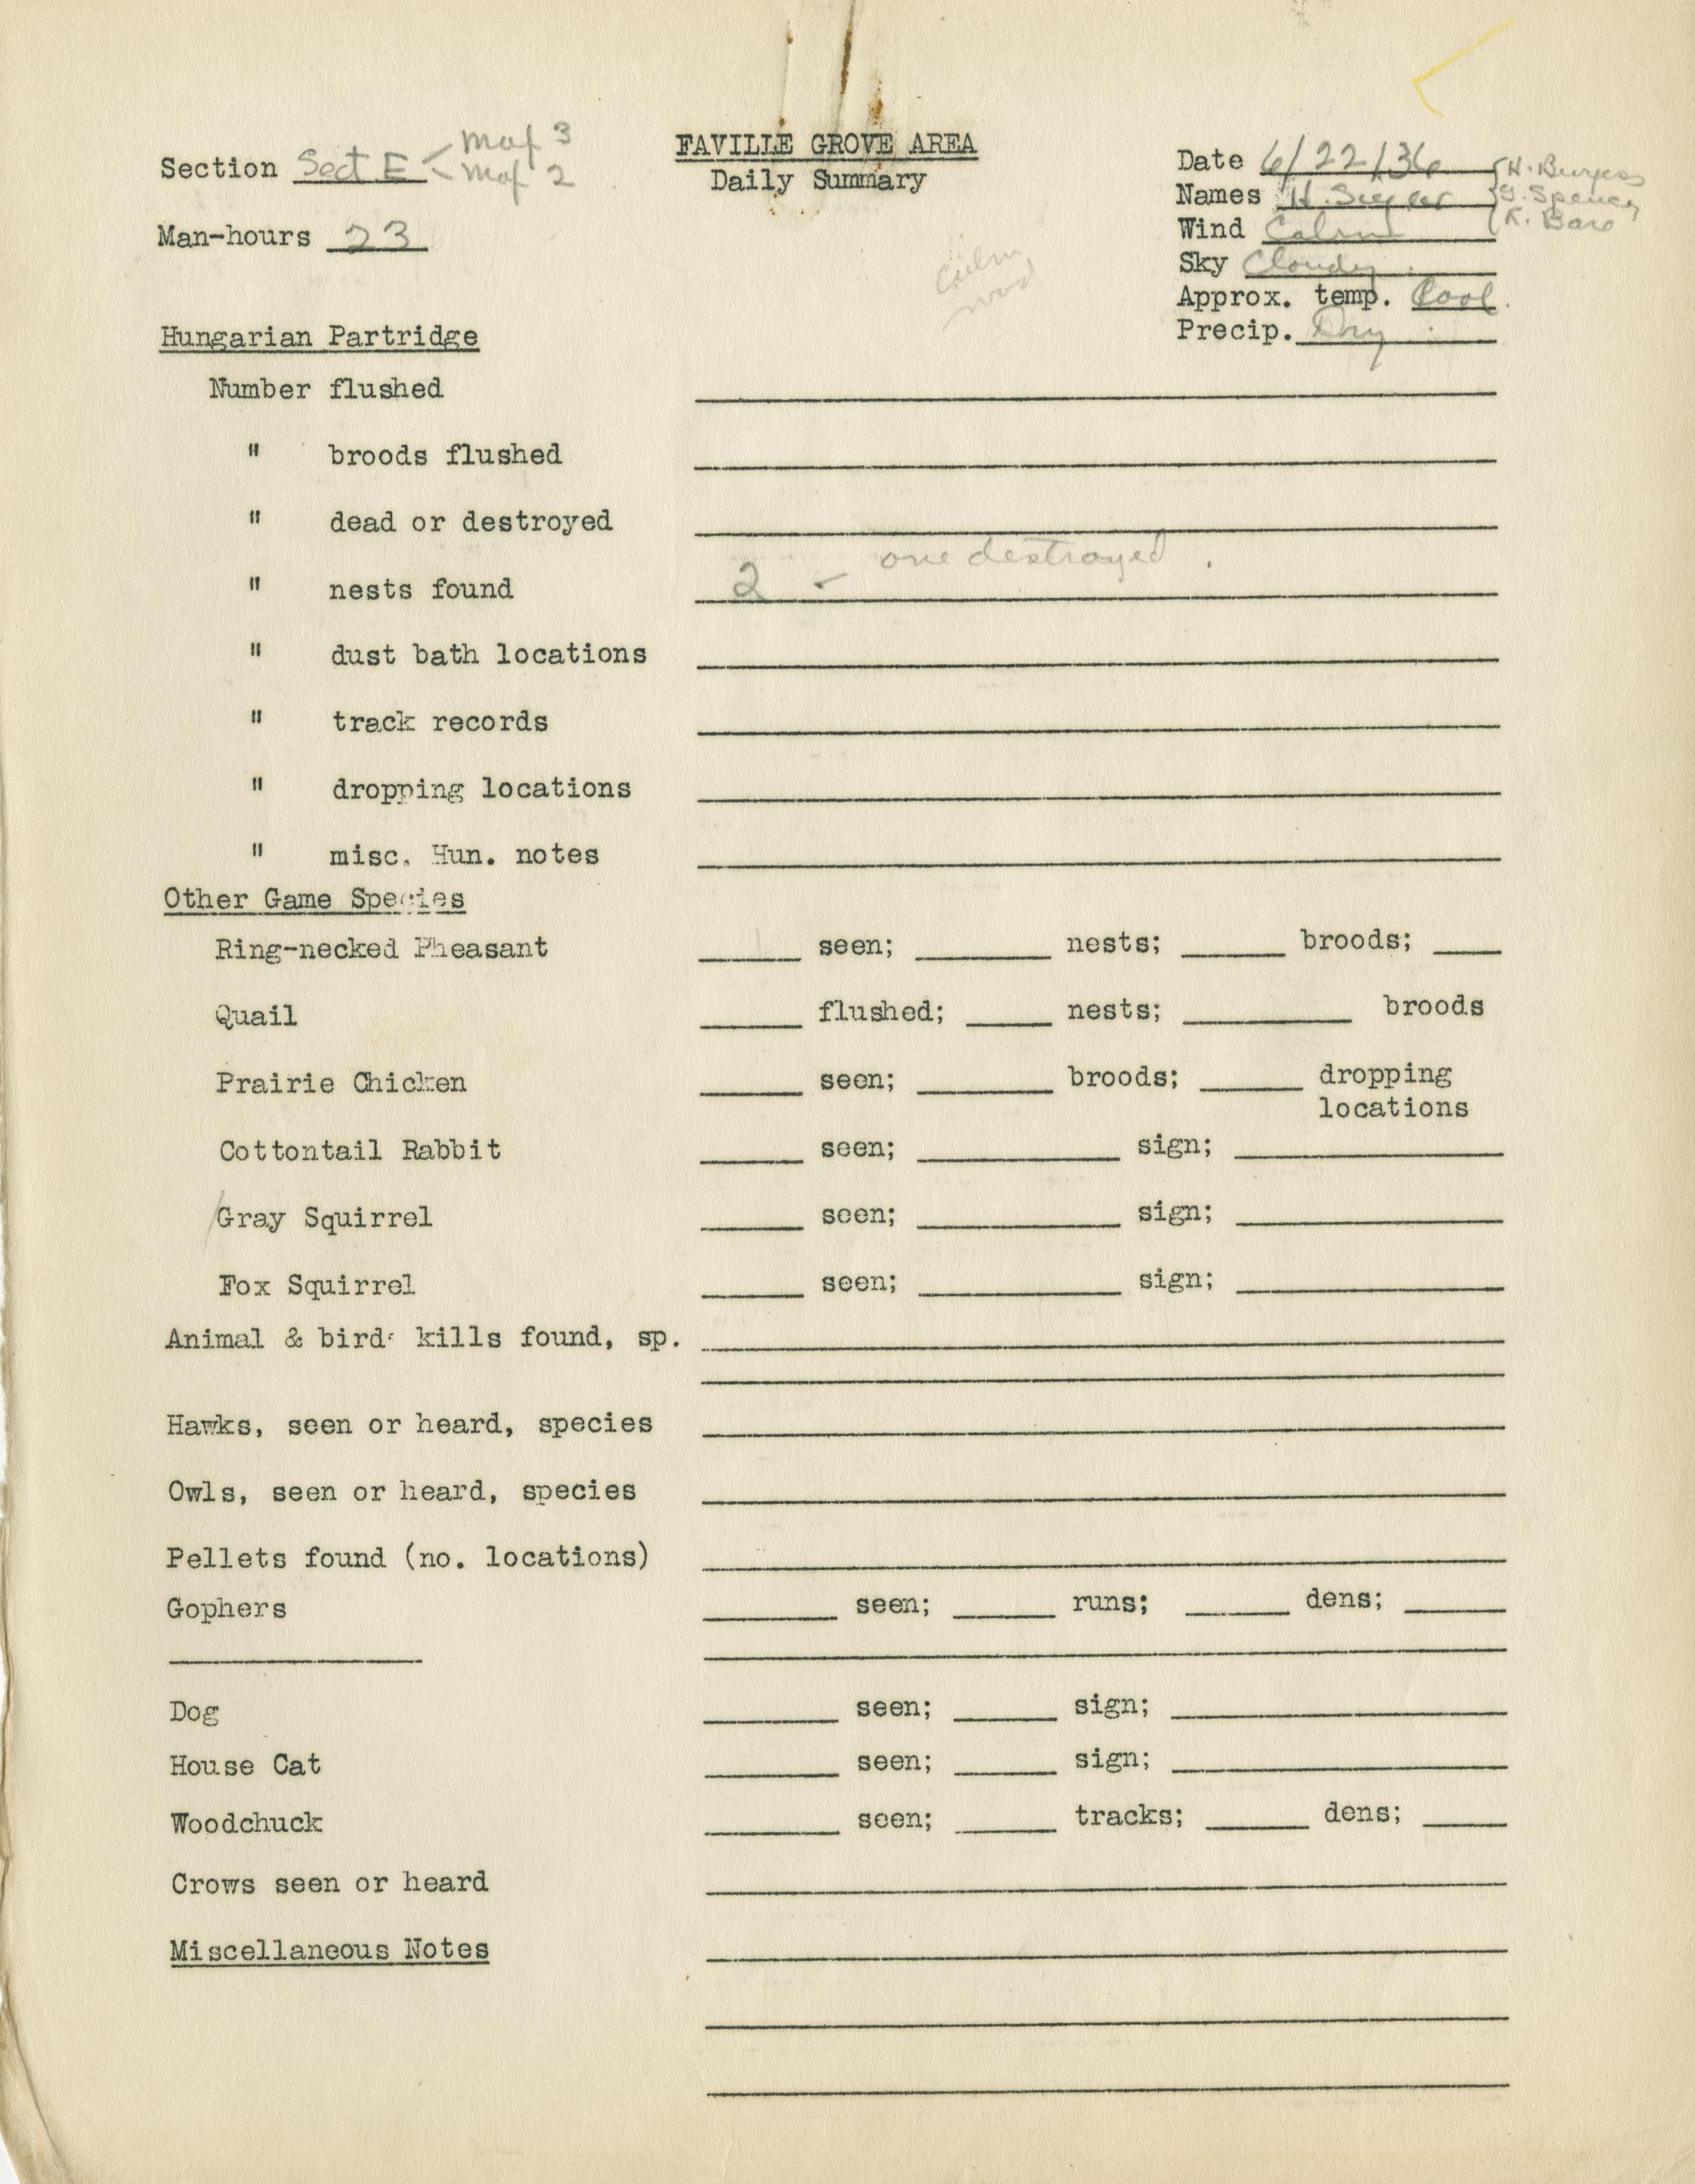 FAVILLE GROVE AREA
Daily Summary
Section Sect E map 3
map 2
Man-hours 23
Date 6/22/36
Names H. H. Burgess
K. Bare
Wind Calm
Sky Cloudy
Approx. temp. Cool.
Precip. Dry
Calm
Hungarian Partridge
Number flushed
" broods flushed
" dead or destroyed
" nests found 2 - one destroyed.
" dust bath locations
" track records
" dropping locations
" misc. Hun. notes
Other Game Species
Ring-necked Pheasant seen; nests; broods;
Quail flushed; nests; broods
Prairie Chicken seen; broods; dropping
locations
Cottontail Rabbit seen; sign;
Gray Squirrel seen; sign;
Fox Squirrel seen; sign;
Animal & bird kills found, sp.
Hawks, seen or heard, species
Owls, seen or heard, species
Pellets found (no. locations)
Gophers seen; runs; dens;
Dog seen; sign;
House Cat seen; sign;
Woodchuck seen; tracks; dens;
Crows seen or heard
Miscellaneous Notes